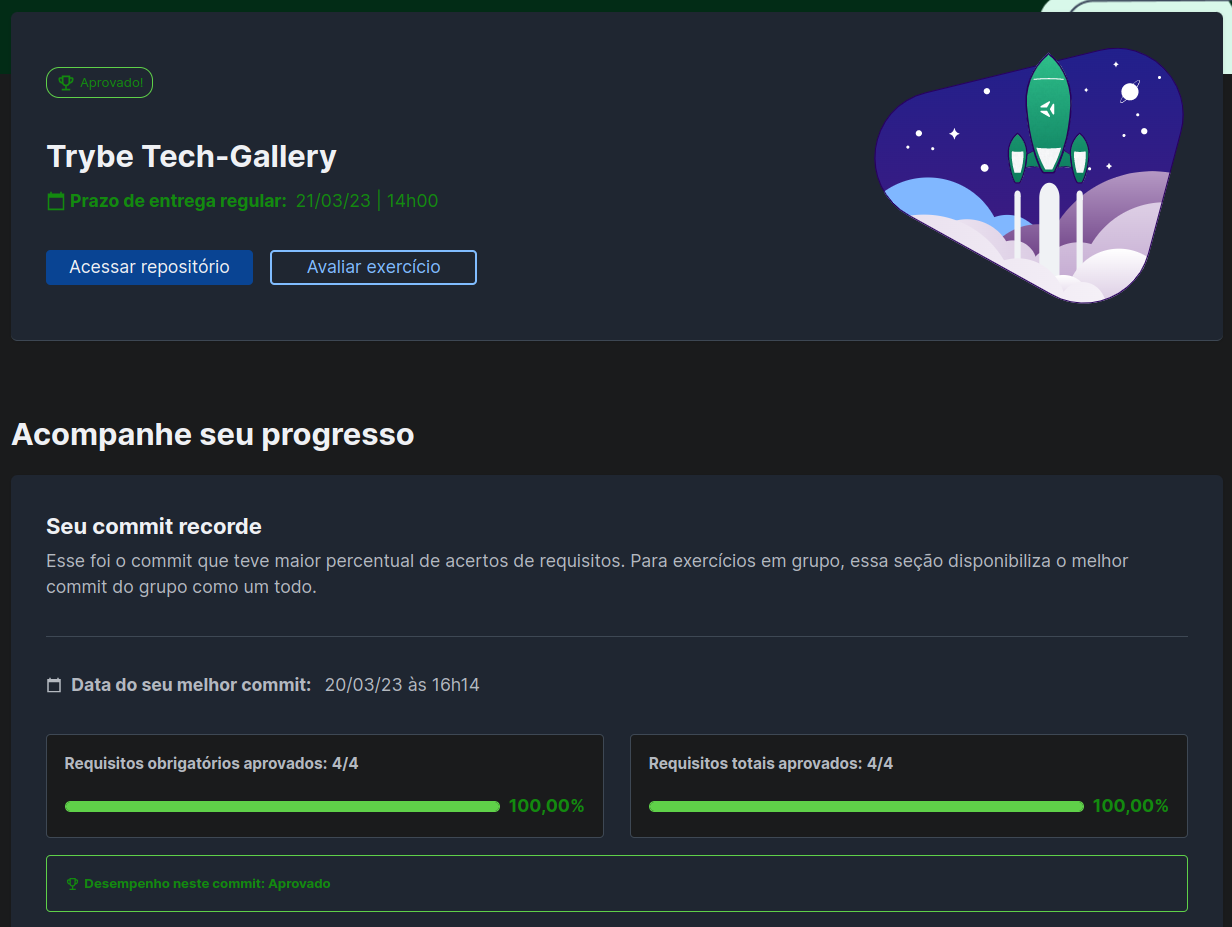 Aprovado!
Trybe Tech-Gallery
Prazo de entrega regular: 21/03/23 | 14h00
Acessar repositório
Avaliar exercício
Acompanhe seu progresso
Seu commit recorde
Esse foi o commit que teve maior percentual de acertos de requisitos. Para exercícios em grupo, essa seção disponibiliza o melhor
commit do grupo como um todo.
Data do seu melhor commit: 20/03/23 às 16h14
Requisitos obrigatórios aprovados: 4/4
100,00%
Requisitos totais aprovados: 4/4
100,00%
Desempenho neste commit: Aprovado